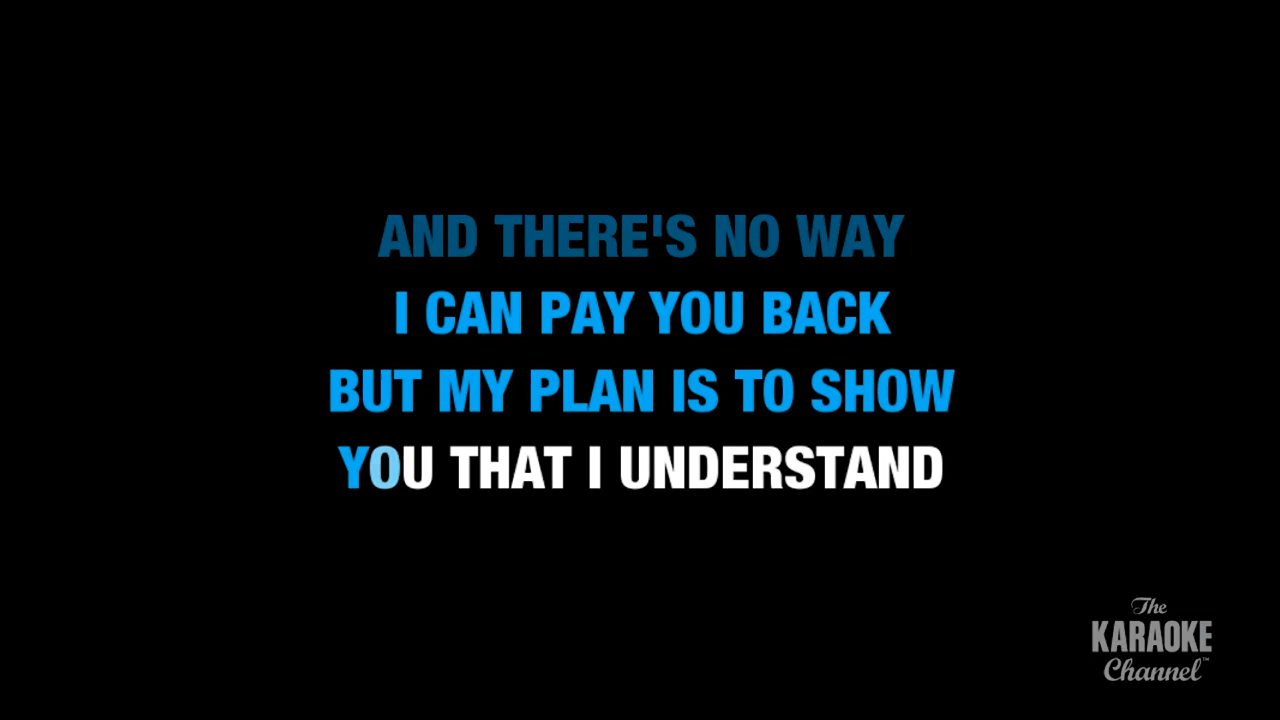 AND THERE'S NO WAY
I CAN PAY YOU BACK
BUT MY PLAN IS TO SHOW
YOU THAT I UNDERSTAND
The
KARAOKE
Channel™